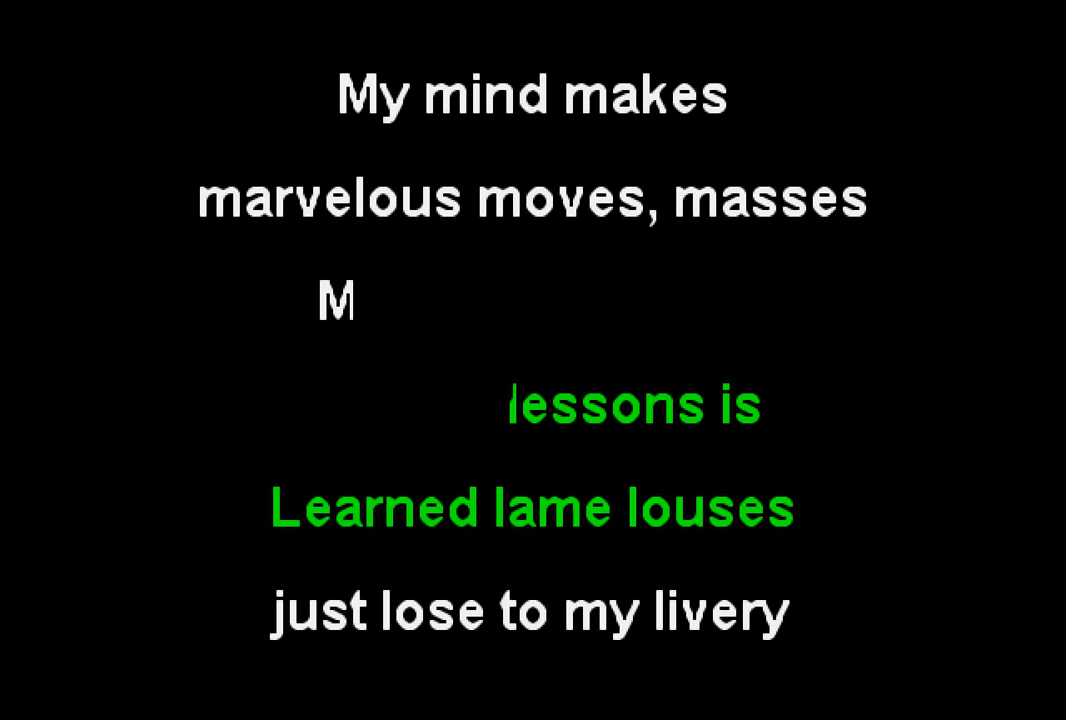 My mind makes
marvelous moves, masses
M
lessons is
Learned lame louses
just lose to my livery